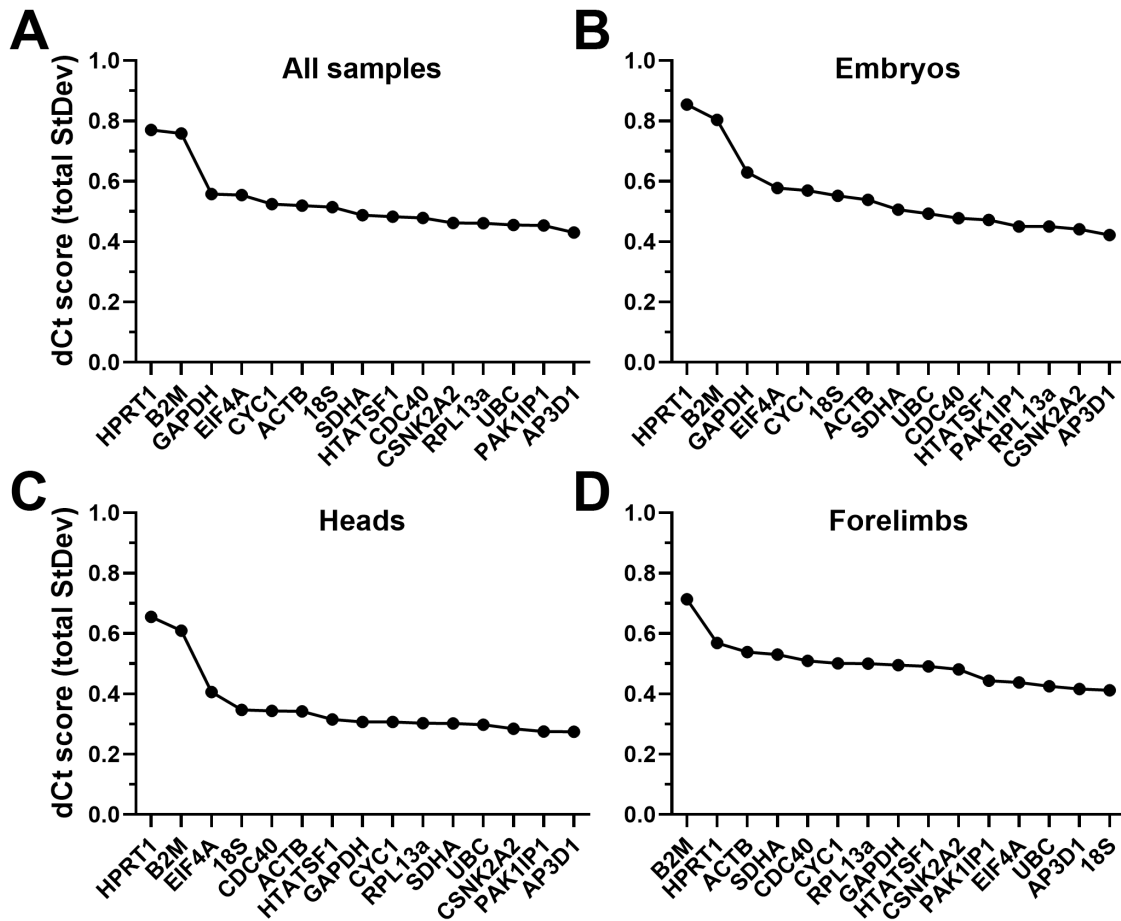 A
All samples
dCt score (total StDev)
1.0
0.8
0.6
0.4
0.2
0.0
HPRT1
B2M
GAPDH
EIF4A
CYC1
ACTB
18S
SDHA
HTATSF1
CDC40
CSNK2A2
RPL13a
UBC
PAK1IP1
AP3D1
B
Embryos
1.0
0.8
0.6
0.4
0.2
0.0
HPRT1
B2M
GAPDH
EIF4A
CYC1
18S
ACTB
SDHA
UBC
CDC40
HTATSF1
PAK1IP1
RPL13a
CSNK2A2
AP3D1
C
Heads
dCt score (total StDev)
1.0
0.8
0.6
0.4
0.2
0.0
HPRT1
B2M
EIF4A
18S
CDC40
ACTB
HTATSF1
GAPDH
CYC1
RPL13a
SDHA
UBC
CSNK2A2
PAK1IP1
AP3D1
D
Forelimbs
1.0
0.8
0.6
0.4
0.2
0.0
B2M
HPRT1
ACTB
SDHA
CDC40
CYC1
RPL13a
GAPDH
HTATSF1
CSNK2A2
PAK1IP1
EIF4A
UBC
AP3D1
18S